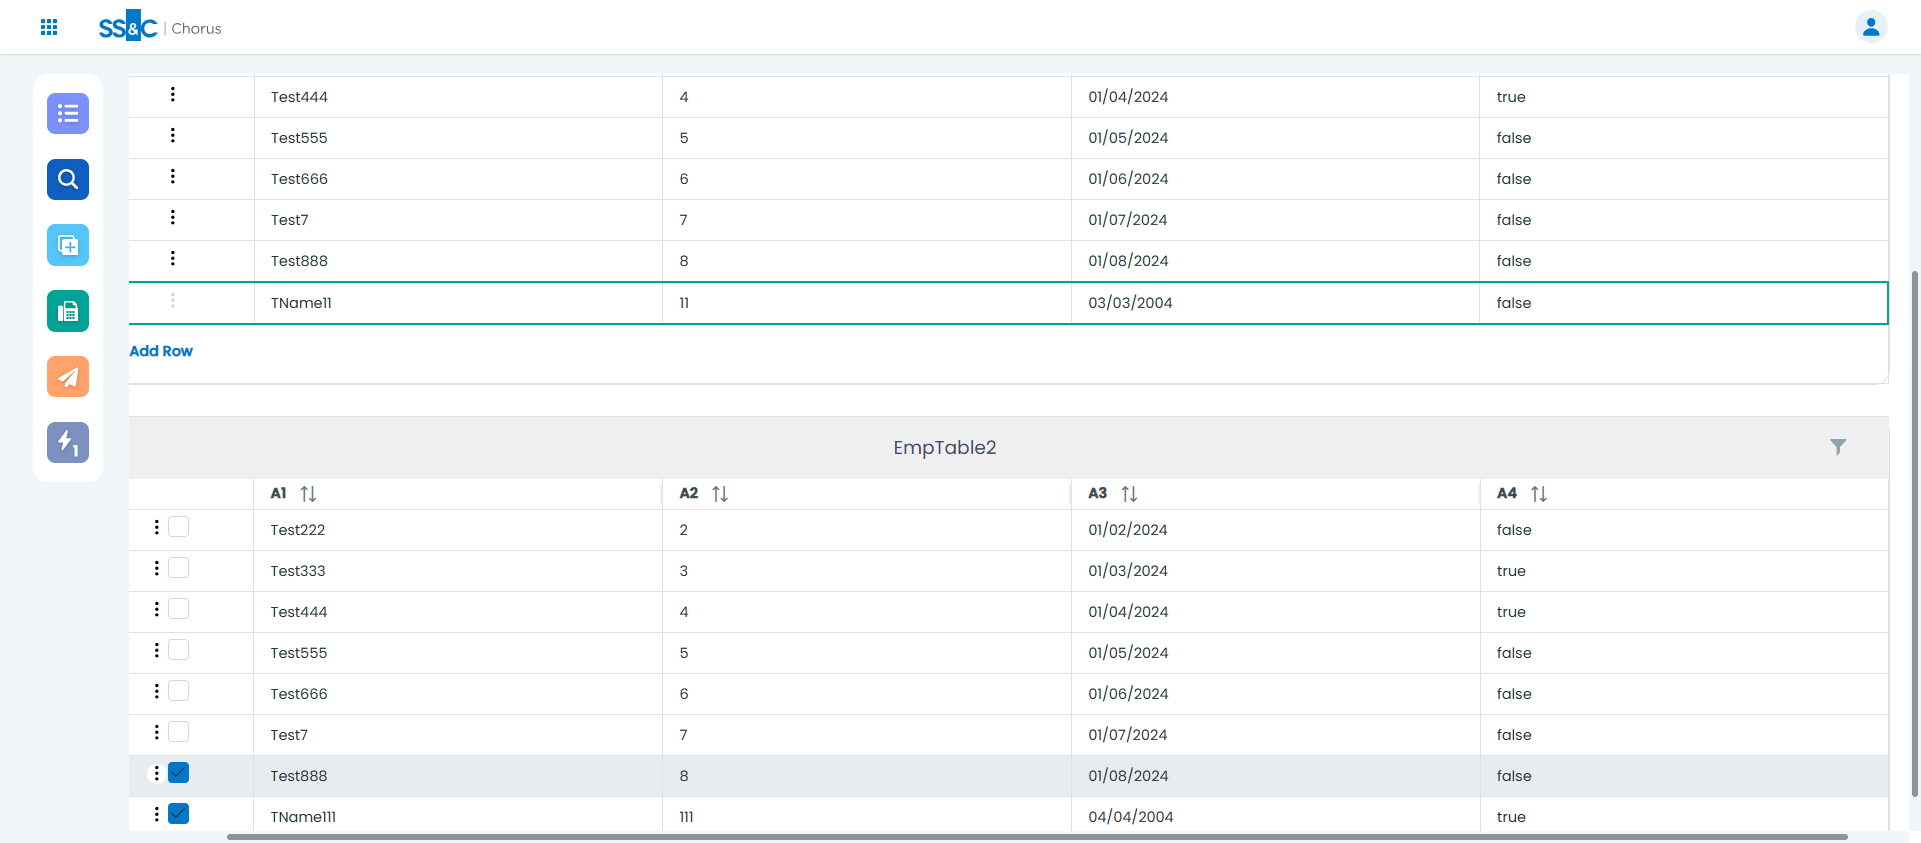 SS&C | Chorus
Test444 4 01/04/2024 true
Test555 5 01/05/2024 false
Test666 6 01/06/2024 false
Test7 7 01/07/2024 false
Test888 8 01/08/2024 false
TName11 11 03/03/2004 false
Add Row
1
EmpTable2
A1 A2 A3 A4
Test222 2 01/02/2024 false
Test333 3 01/03/2024 true
Test444 4 01/04/2024 true
Test555 5 01/05/2024 false
Test666 6 01/06/2024 false
Test7 7 01/07/2024 false
Test888 8 01/08/2024 false
TName111 111 04/04/2004 true